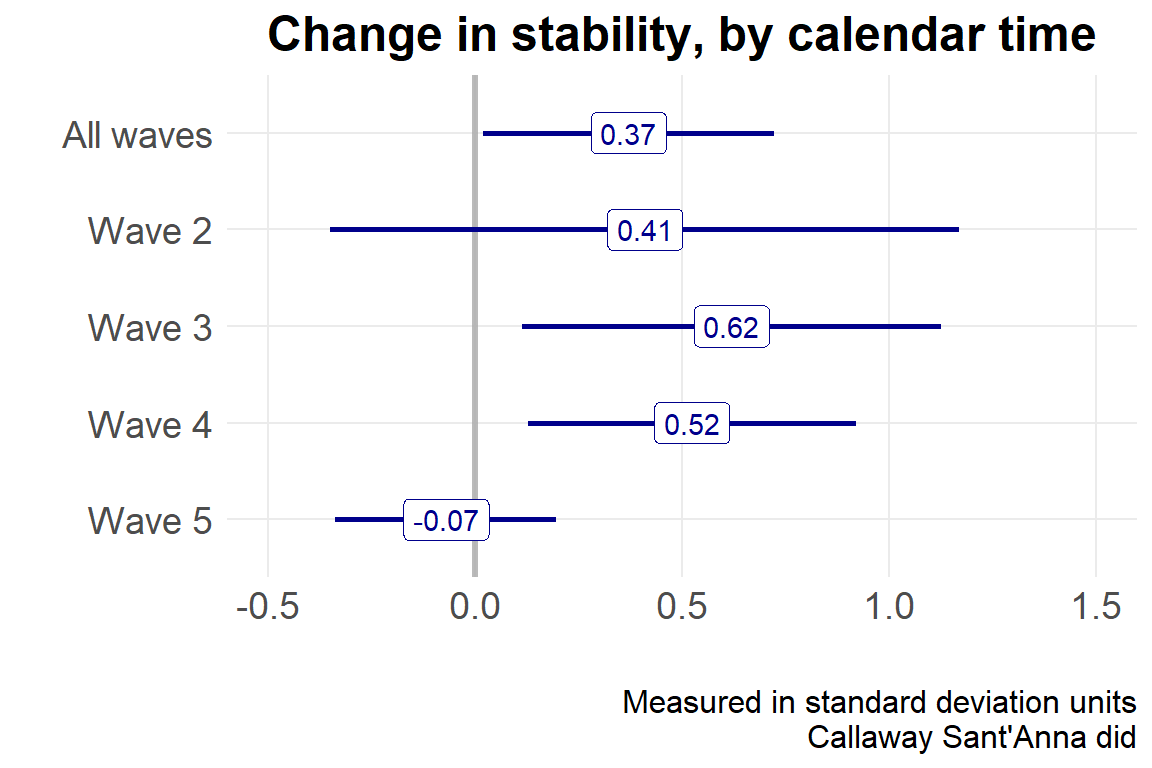 Change in stability, by calendar time
All waves
0.37
Wave 2
0.41
Wave 3
0.62
Wave 4
0.52
Wave 5
-0.07
-0.5 0.0 0.5 1.0 1.5
Measured in standard deviation units
Callaway Sant'Anna did